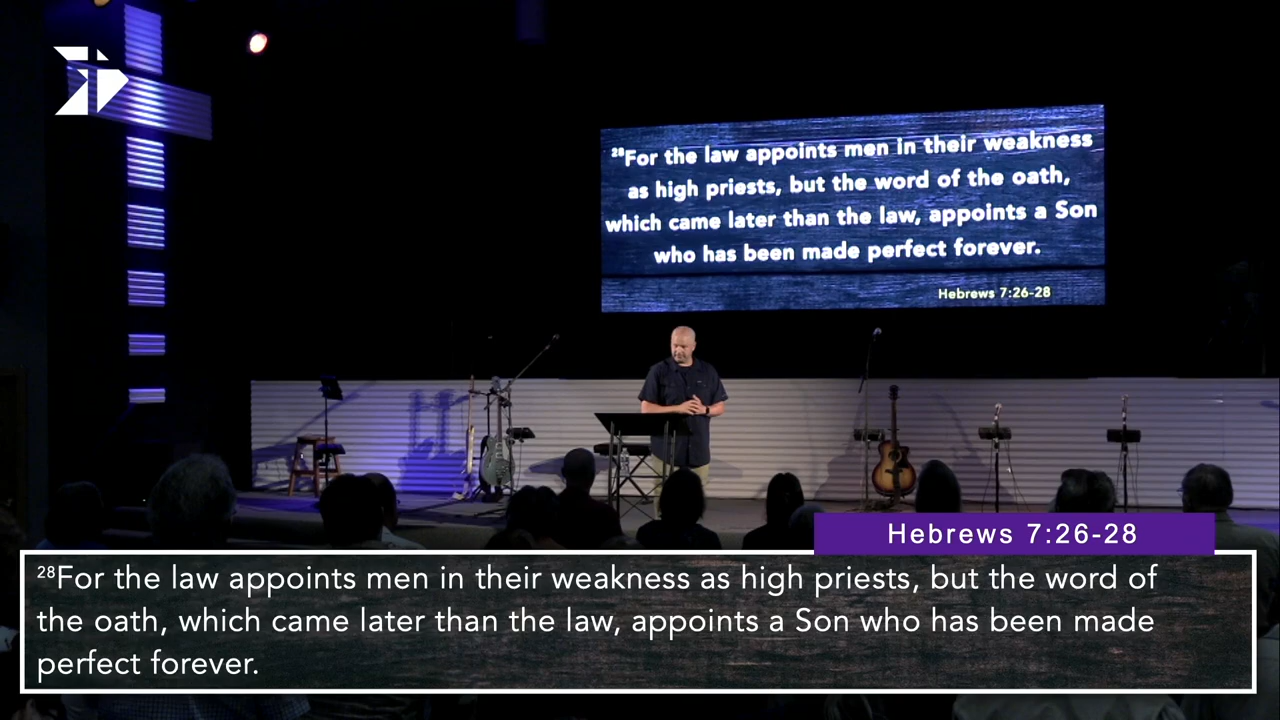 ²⁸For the law appoints men in their weakness
as high priests, but the word of the oath,
which came later than the law, appoints a Son
who has been made perfect forever.
Hebrews 7:26-28
Hebrews 7:26-28
²⁸For the law appoints men in their weakness as high priests, but the word of
the oath, which came later than the law, appoints a Son who has been made
perfect forever.